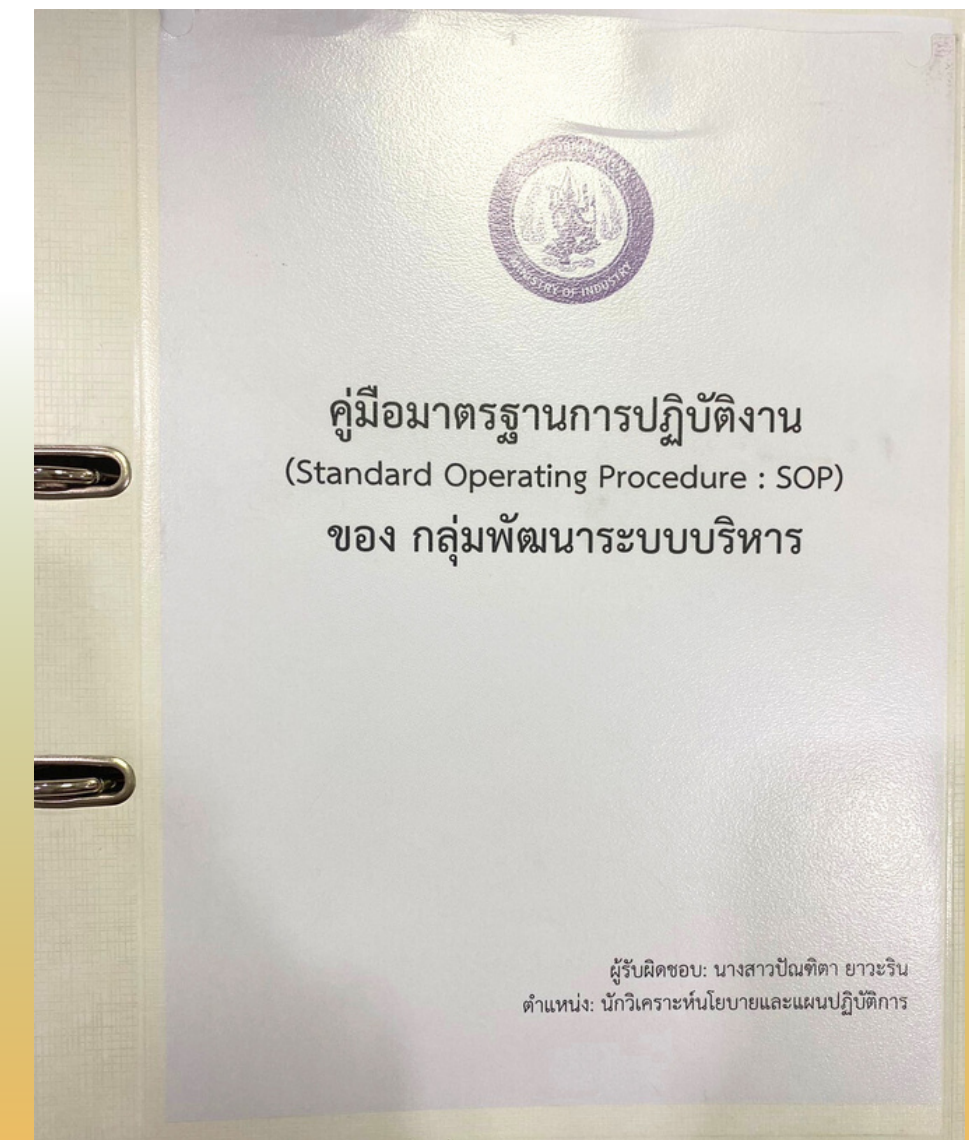 MINISTRY OF INDUSTRY
คู่มือมาตรฐานการปฏิบัติงาน
(Standard Operating Procedure : SOP)
ของ กลุ่มพัฒนาระบบบริหาร
ผู้รับผิดชอบ: นางสาวปัณฑิตา ยาวะริน
ตำแหน่ง: นักวิเคราะห์นโยบายและแผนปฏิบัติการ